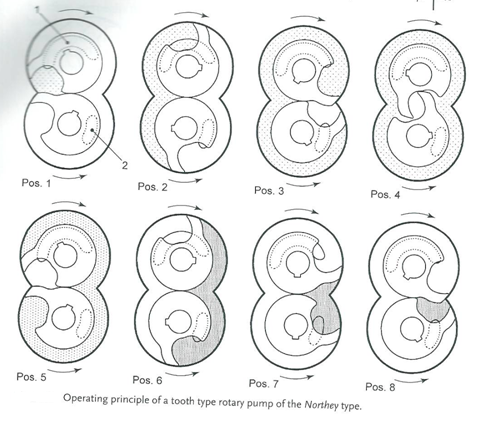 1
2
Pos. 1
Pos. 2
Pos. 3
Pos. 4
Pos. 5
Pos. 6
Pos. 7
Pos. 8
Operating principle of a tooth type rotary pump of the Northey type.